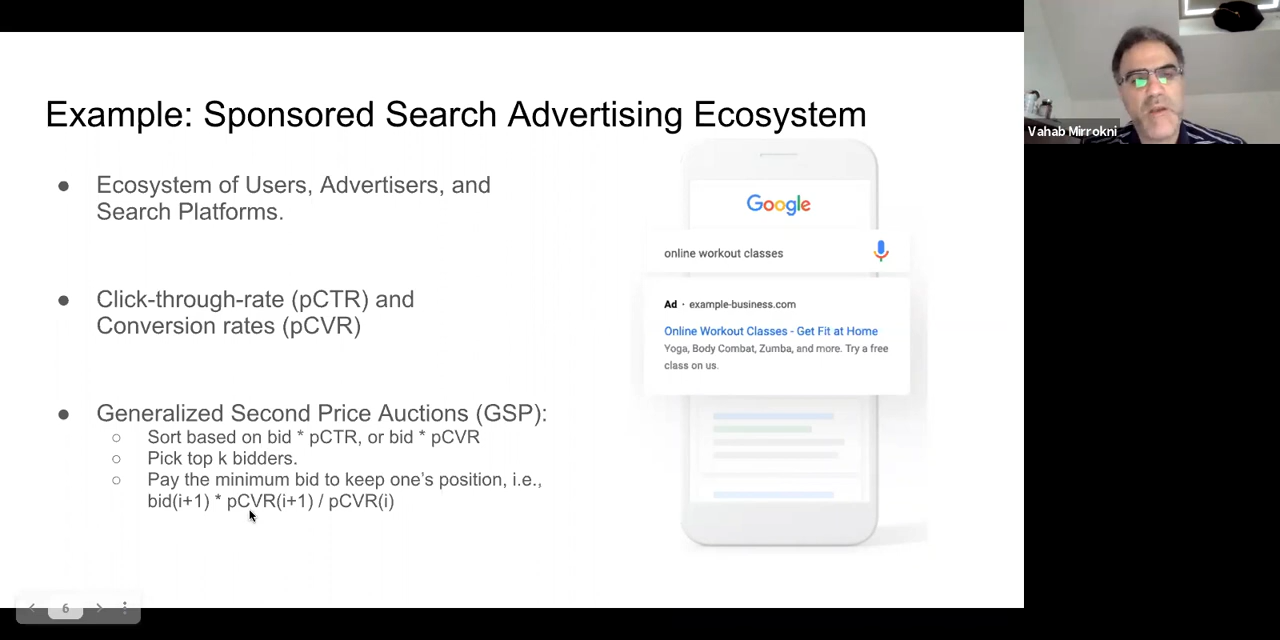 Example: Sponsored Search Advertising Ecosystem
● Ecosystem of Users, Advertisers, and
Search Platforms.
● Click-through-rate (pCTR) and
Conversion rates (pCVR)
● Generalized Second Price Auctions (GSP):
○ Sort based on bid * pCTR, or bid * pCVR
○ Pick top k bidders.
○ Pay the minimum bid to keep one's position, i.e.,
bid(i+1) * pCVR(i+1) / pCVR(i)
Google
online workout classes
Ad · example-business.com
Online Workout Classes - Get Fit at Home
Yoga, Body Combat, Zumba, and more. Try a free
class on us.
Vahab Mirrokni
6